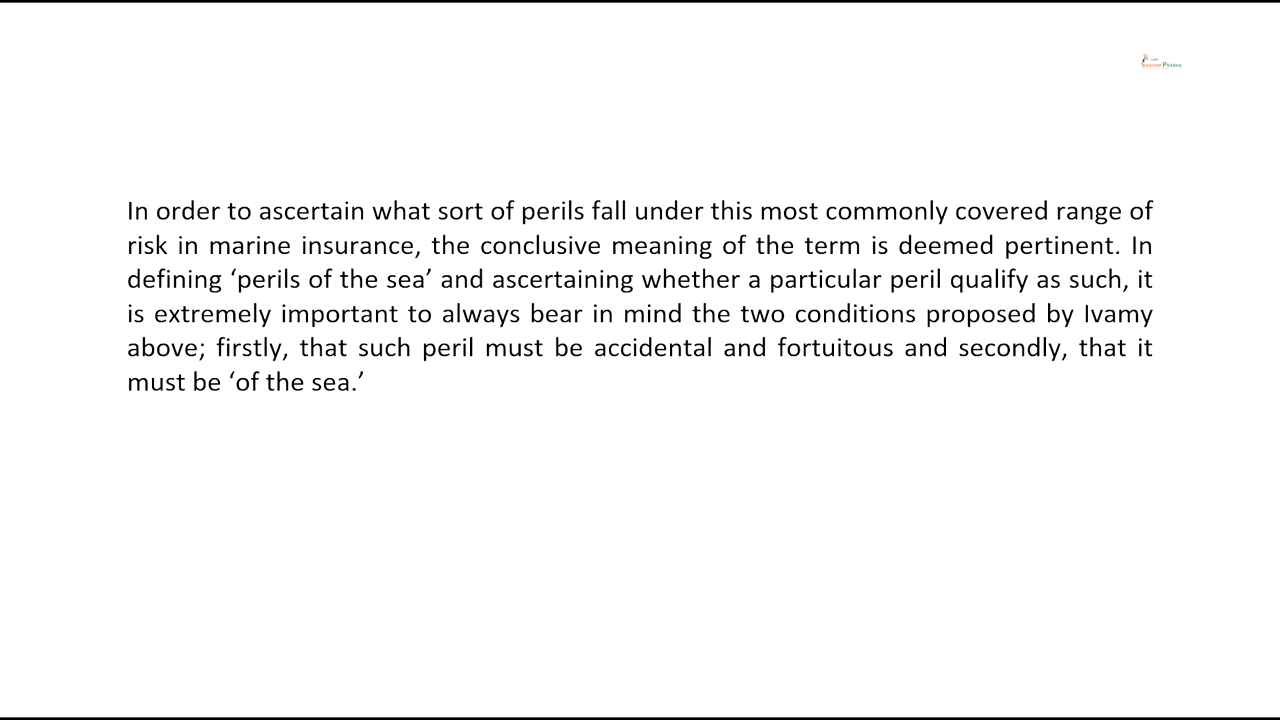 Swayam Prabha
In order to ascertain what sort of perils fall under this most commonly covered range of
risk in marine insurance, the conclusive meaning of the term is deemed pertinent. In
defining ‘perils of the sea’ and ascertaining whether a particular peril qualify as such, it
is extremely important to always bear in mind the two conditions proposed by Ivamy
above; firstly, that such peril must be accidental and fortuitous and secondly, that it
must be ‘of the sea.’